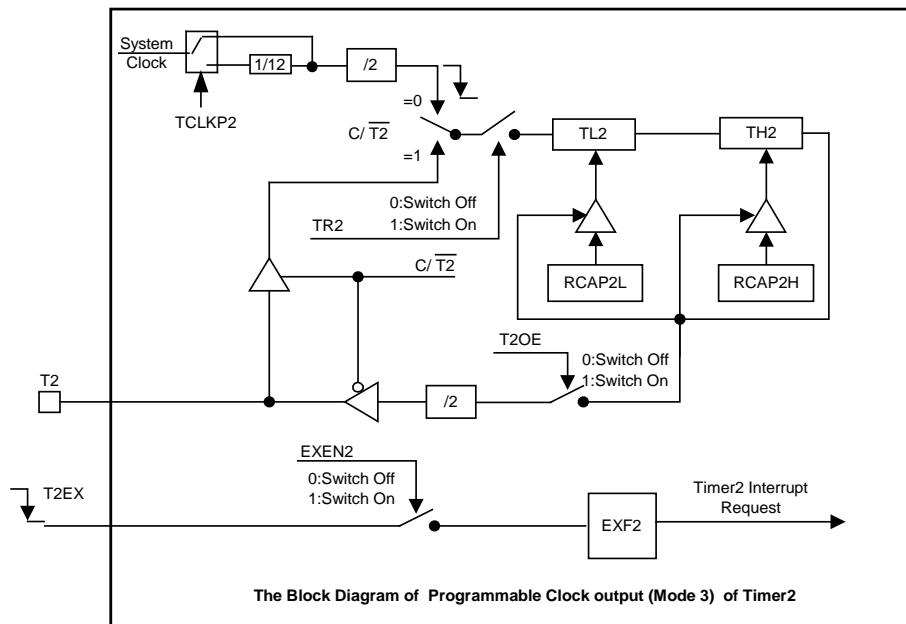 System
Clock
1/12
/2
TCLKP2
=0
C/ T2
=1
TL2
TH2
0:Switch Off
TR2
1:Switch On
C/ T2
RCAP2L
RCAP2H
T2OE
0:Switch Off
1:Switch On
T2
/2
EXEN2
0:Switch Off
1:Switch On
T2EX
EXF2
Timer2 Interrupt
Request
The Block Diagram of Programmable Clock output (Mode 3) of Timer2